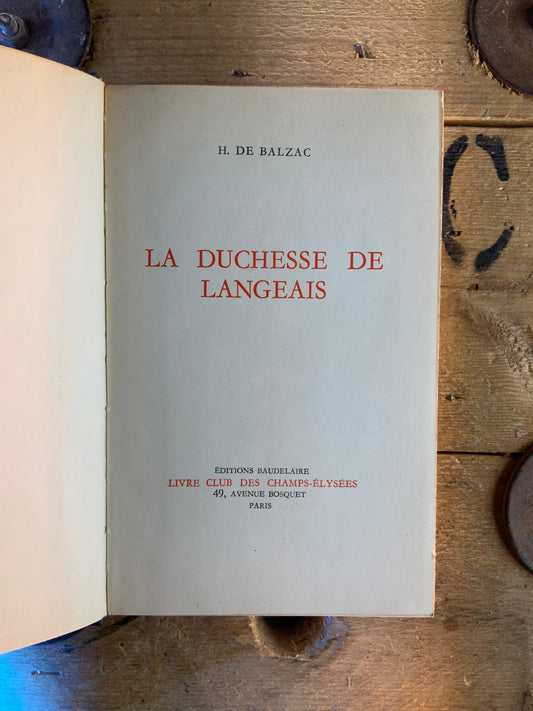 H. DE BALZAC
LA DUCHESSE DE
LANGEAIS
ÉDITIONS BAUDELAIRE
LIVRE CLUB DES CHAMPS-ÉLYSÉES
49, AVENUE BOSQUET
PARIS